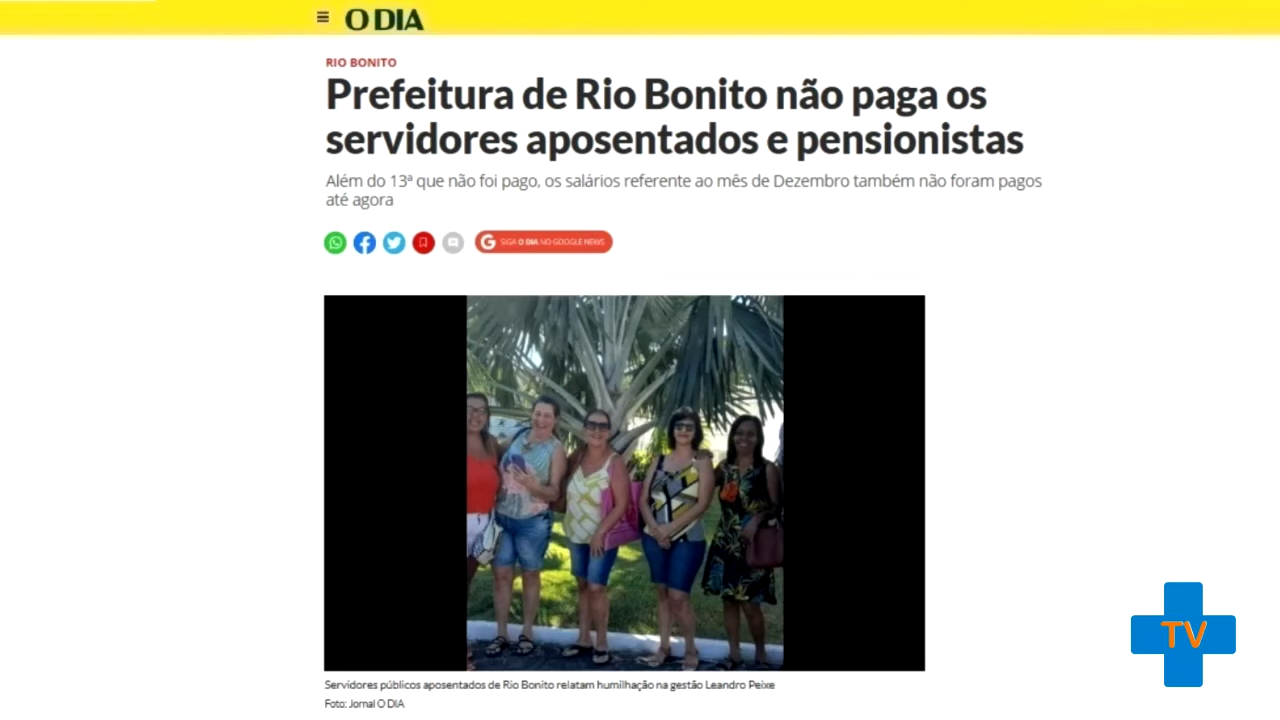 O DIA
RIO BONITO
Prefeitura de Rio Bonito não paga os
servidores aposentados e pensionistas
Além do 13ª que não foi pago, os salários referente ao mês de Dezembro também não foram pagos
até agora
G SIGA O DIA NO GOOGLE NEWS
Servidores públicos aposentados de Rio Bonito relatam humilhação na gestão Leandro Peixe
Foto: Jornal O DIA
TV